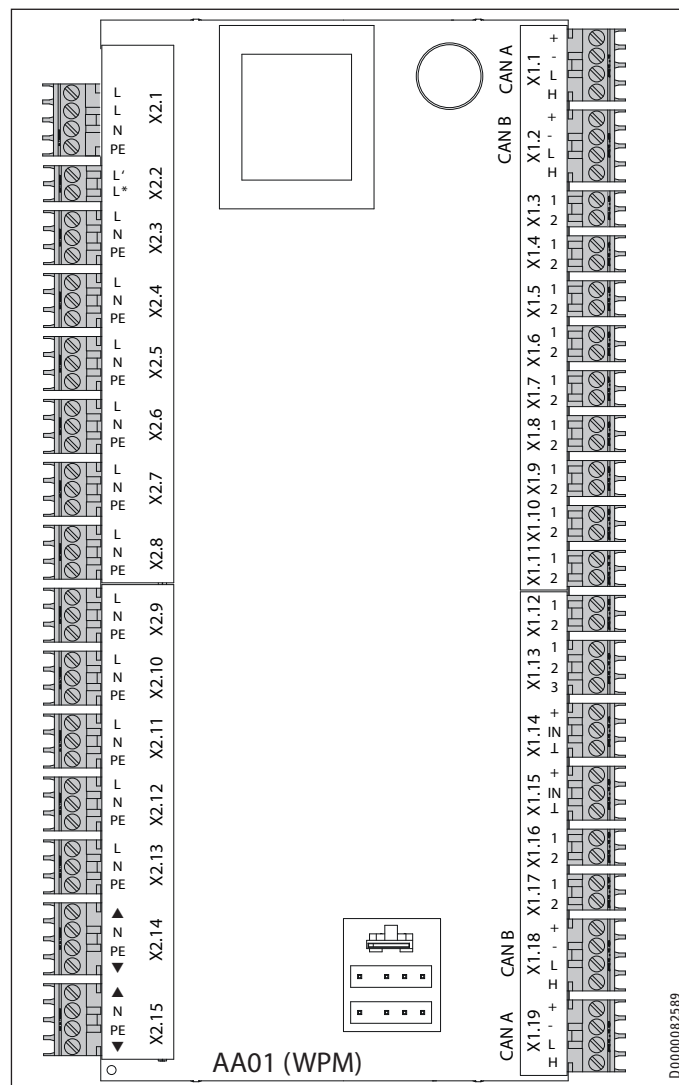 X2.1
L
L
N
PE
X2.2
L‘
L*
X2.3
L
N
PE
X2.4
L
N
PE
X2.5
L
N
PE
X2.6
L
N
PE
X2.7
L
N
PE
X2.8
L
N
PE
X2.9
L
N
PE
X2.10
L
N
PE
X2.11
L
N
PE
X2.12
L
N
PE
X2.13
L
N
PE
X2.14
▲
N
PE
▼
X2.15
▲
N
PE
▼
CAN A
X1.1
+
-
L
H
CAN B
X1.2
+
-
L
H
X1.3
1
2
X1.4
1
2
X1.5
1
2
X1.6
1
2
X1.7
1
2
X1.8
1
2
X1.9
1
2
X1.10
1
2
X1.11
1
2
X1.12
1
2
X1.13
1
2
3
X1.14
+
IN
⊥
X1.15
+
IN
⊥
X1.16
1
2
X1.17
1
2
CAN B
X1.18
+
-
L
H
CAN A
X1.19
+
-
L
H
AA01 (WPM)
D0000082589